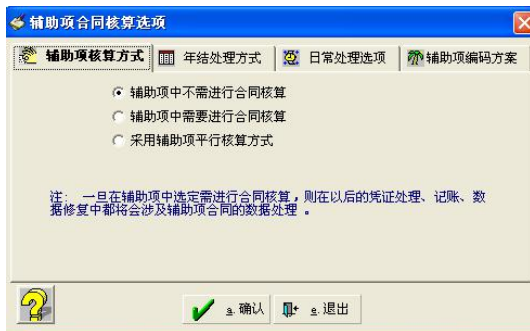 辅助项合同核算选项
辅助项核算方式 年结处理方式 日常处理选项 辅助项编码方案
辅助项中不需进行合同核算
辅助项中需要进行合同核算
采用辅助项平行核算方式
注: 一旦在辅助项中选定需进行合同核算，则在以后的凭证处理、记账、数
据修复中都将会涉及辅助项合同的数据处理 。
a.确认 e.退出